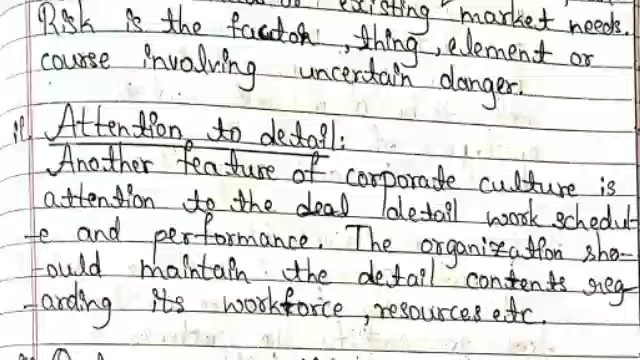 existing market needs.
Risk is the factor, thing, element or
course involving uncertain danger.
ii. Attention to detail:
Another feature of corporate culture is
attention to the deal detail work schedul-
e and performance. The organization sho-
-ould maintain the detail contents reg-
-arding its workforce, resources etc.